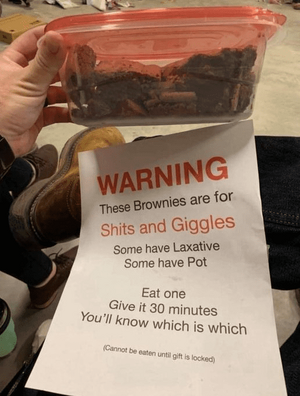 WARNING
These Brownies are for
Shits and Giggles
Some have Laxative
Some have Pot
Eat one
Give it 30 minutes
You'll know which is which
(Cannot be eaten until gift is locked)